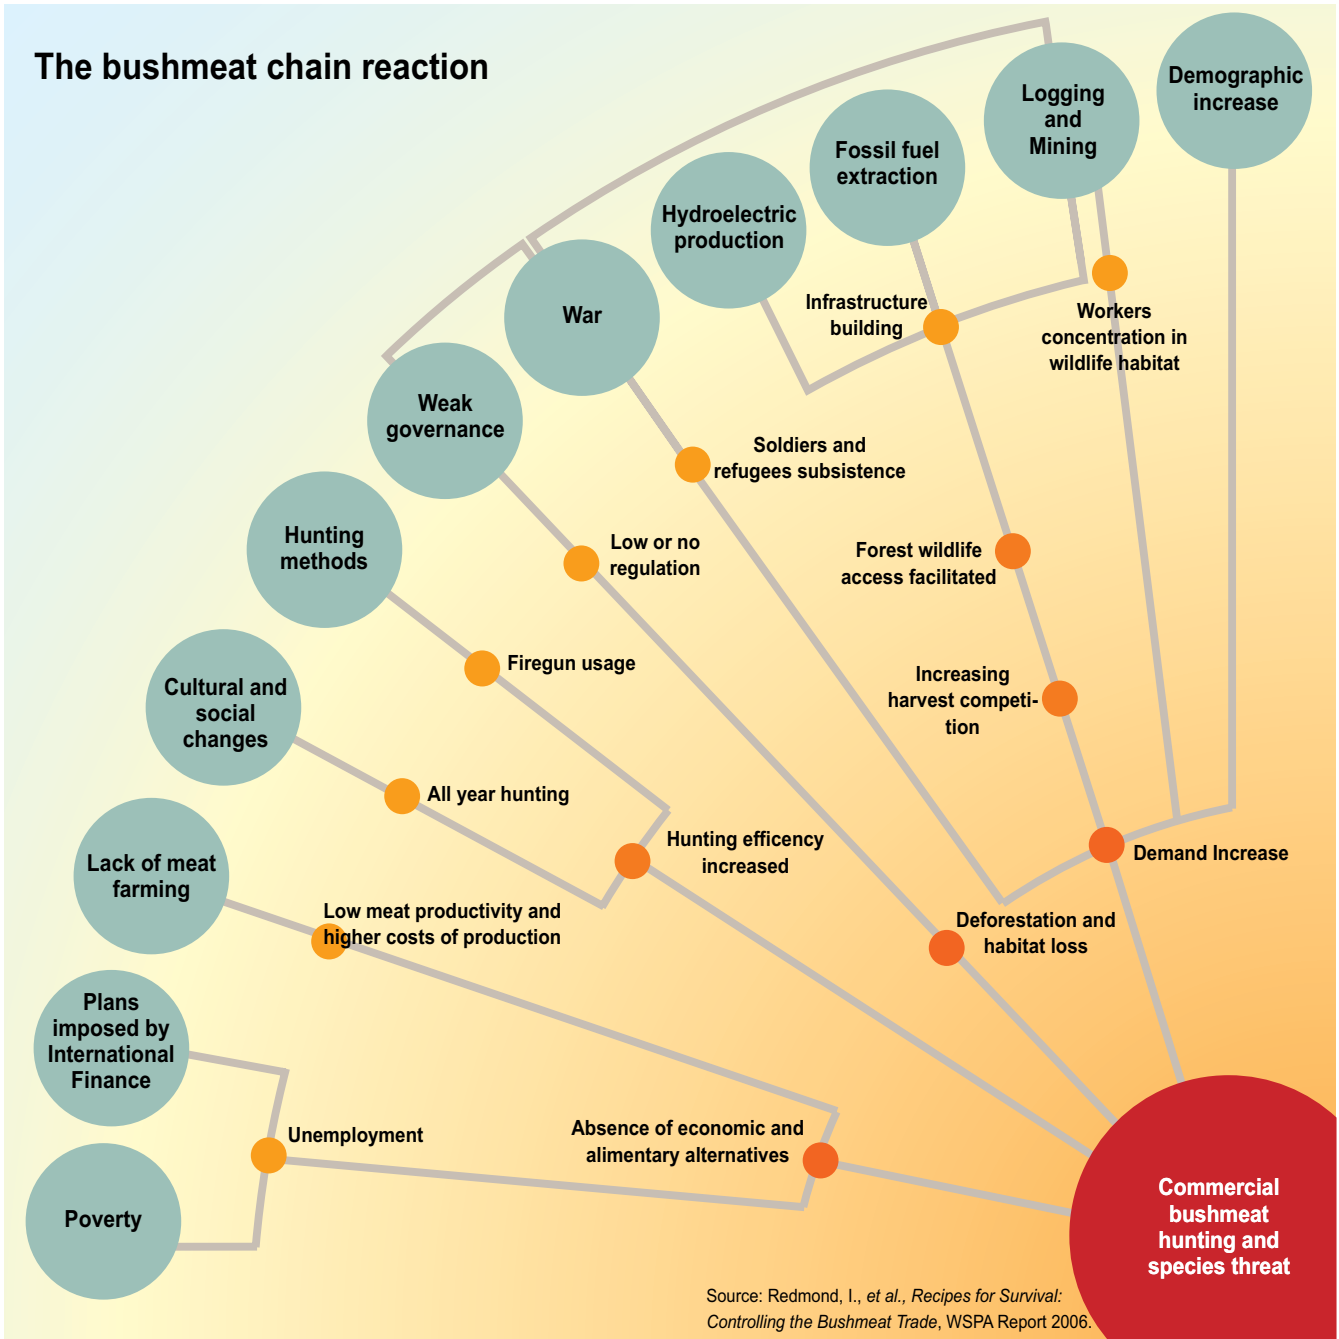 The bushmeat chain reaction
Demographic
increase
Logging
and
Mining
Fossil fuel
extraction
Hydroelectric
production
War
Weak
governance
Hunting
methods
Cultural and
social
changes
Lack of meat
farming
Plans
imposed by
International
Finance
Poverty
Infrastructure
building
Workers
concentration in
wildlife habitat
Soldiers and
refugees subsistence
Low or no
regulation
Forest wildlife
access facilitated
Firegun usage
Increasing
harvest competi-
tion
All year hunting
Hunting efficency
increased
Demand Increase
Low meat productivity and
higher costs of production
Deforestation and
habitat loss
Unemployment
Absence of economic and
alimentary alternatives
Commercial
bushmeat
hunting and
species threat
Source: Redmond, I., et al., Recipes for Survival:
Controlling the Bushmeat Trade, WSPA Report 2006.